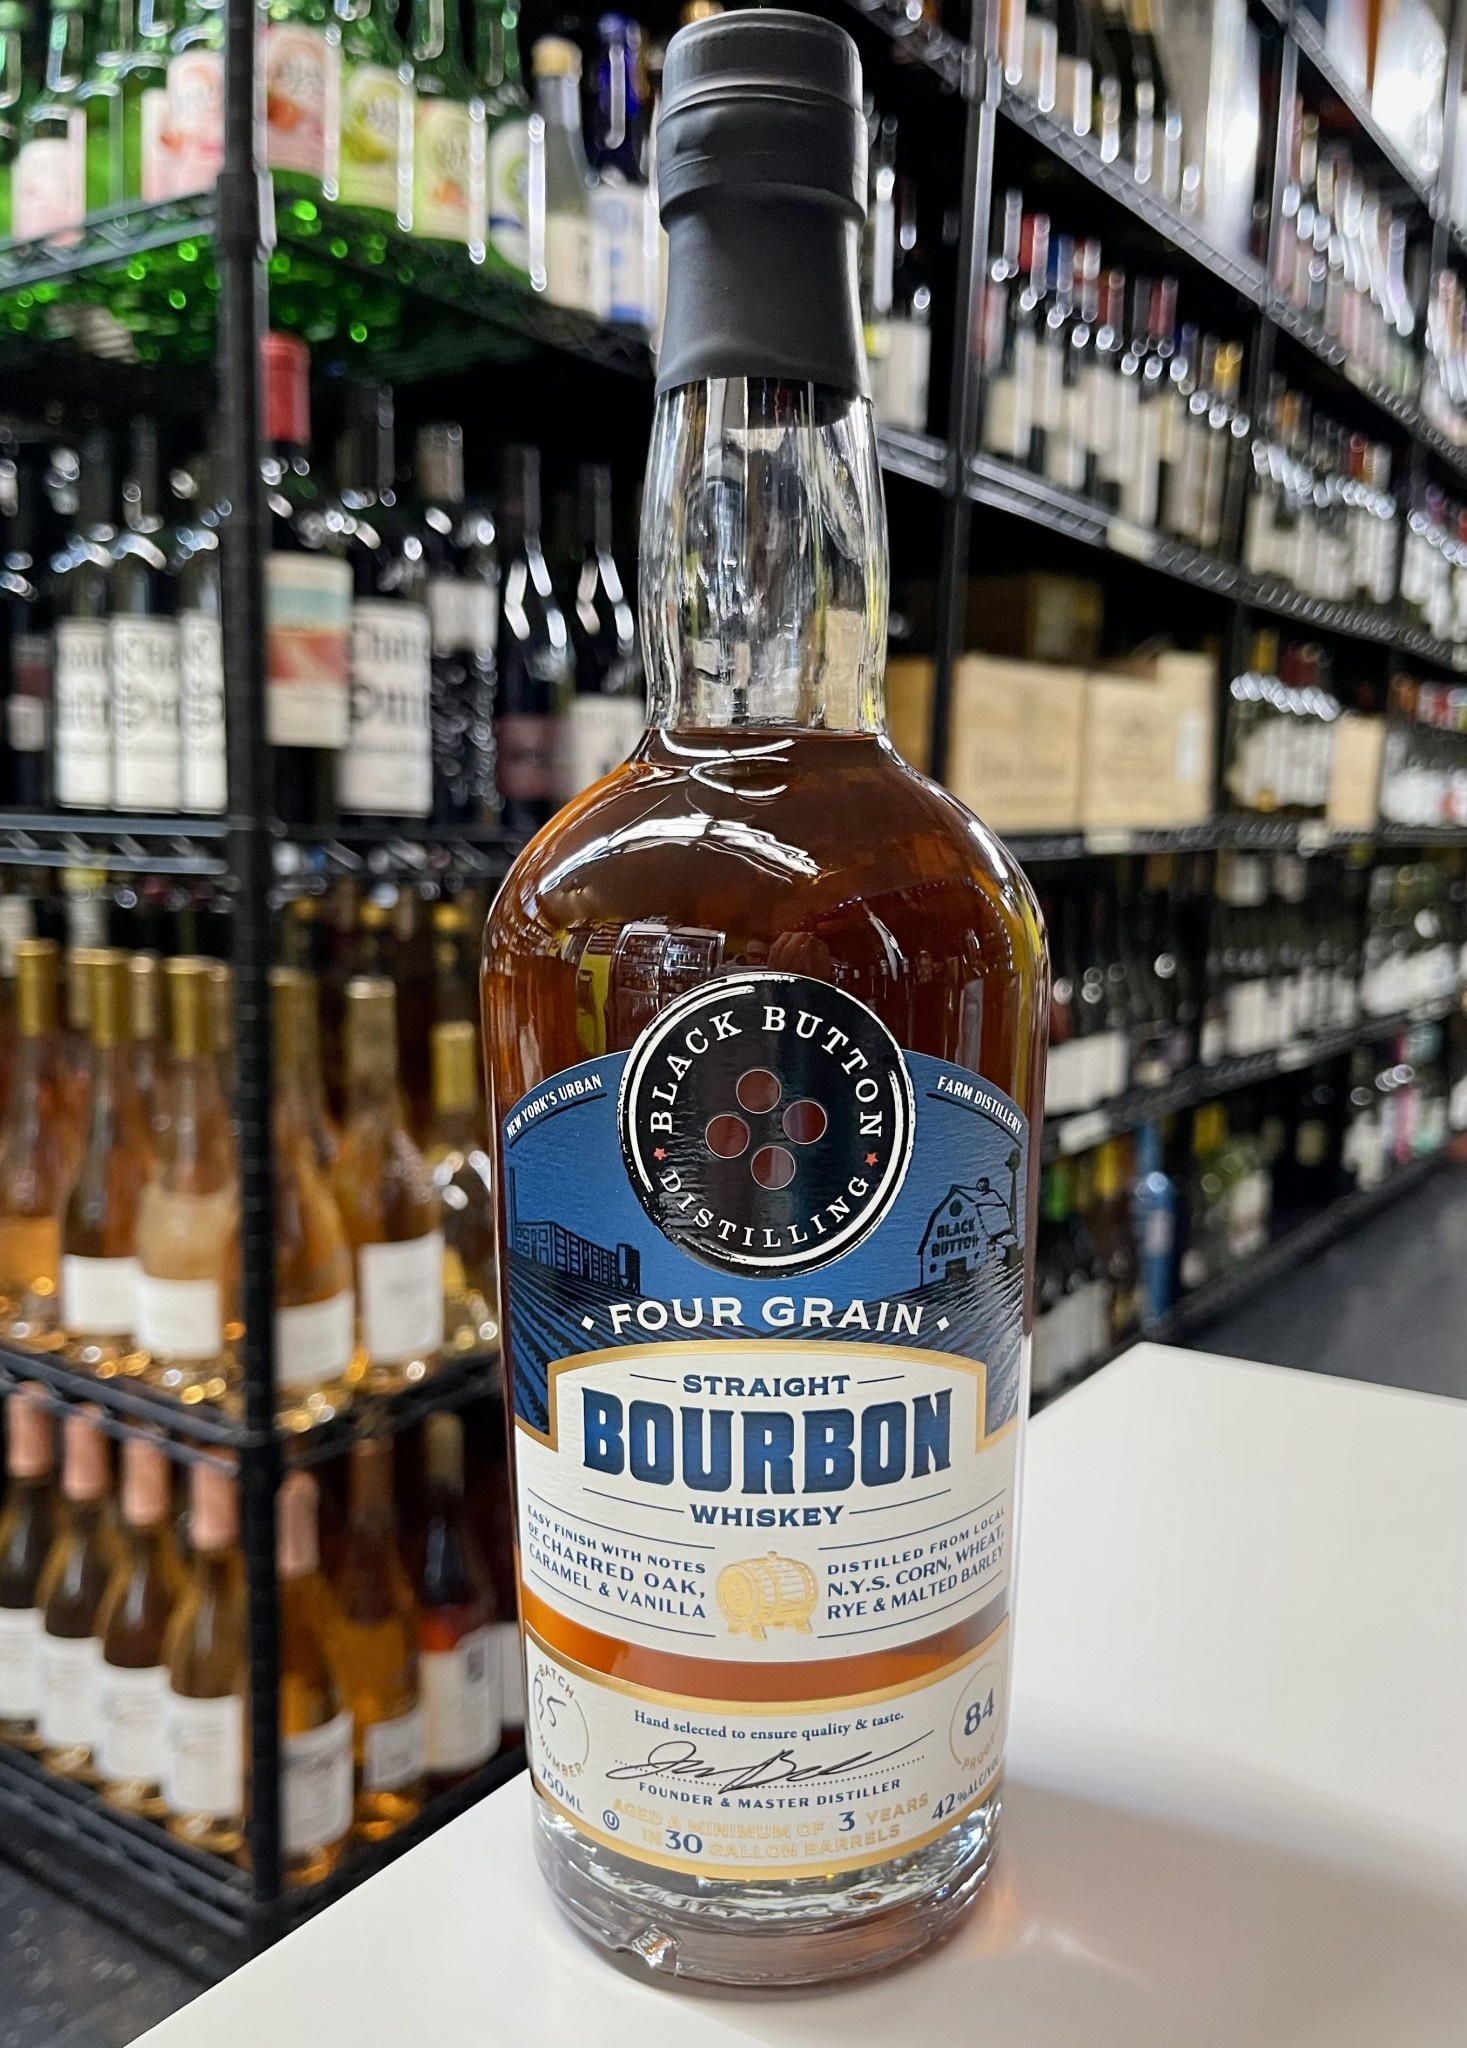 BLACK BUTTON
DISTILLING
NEW YORK'S URBAN
FARM DISTILLERY
BLACK
BUTTON
FOUR GRAIN
STRAIGHT
BOURBON
WHISKEY
EASY FINISH WITH NOTES
OF CHARRED OAK,
CARAMEL & VANILLA
DISTILLED FROM LOCAL
N.Y.S. CORN, WHEAT,
RYE & MALTED BARLEY
BATCH
35
NUMBER
750ML
Hand selected to ensure quality & taste.
FOUNDER & MASTER DISTILLER
84
PROOF
42%ALC/VOL
U
AGED A MINIMUM OF 3 YEARS
IN 30 GALLON BARRELS